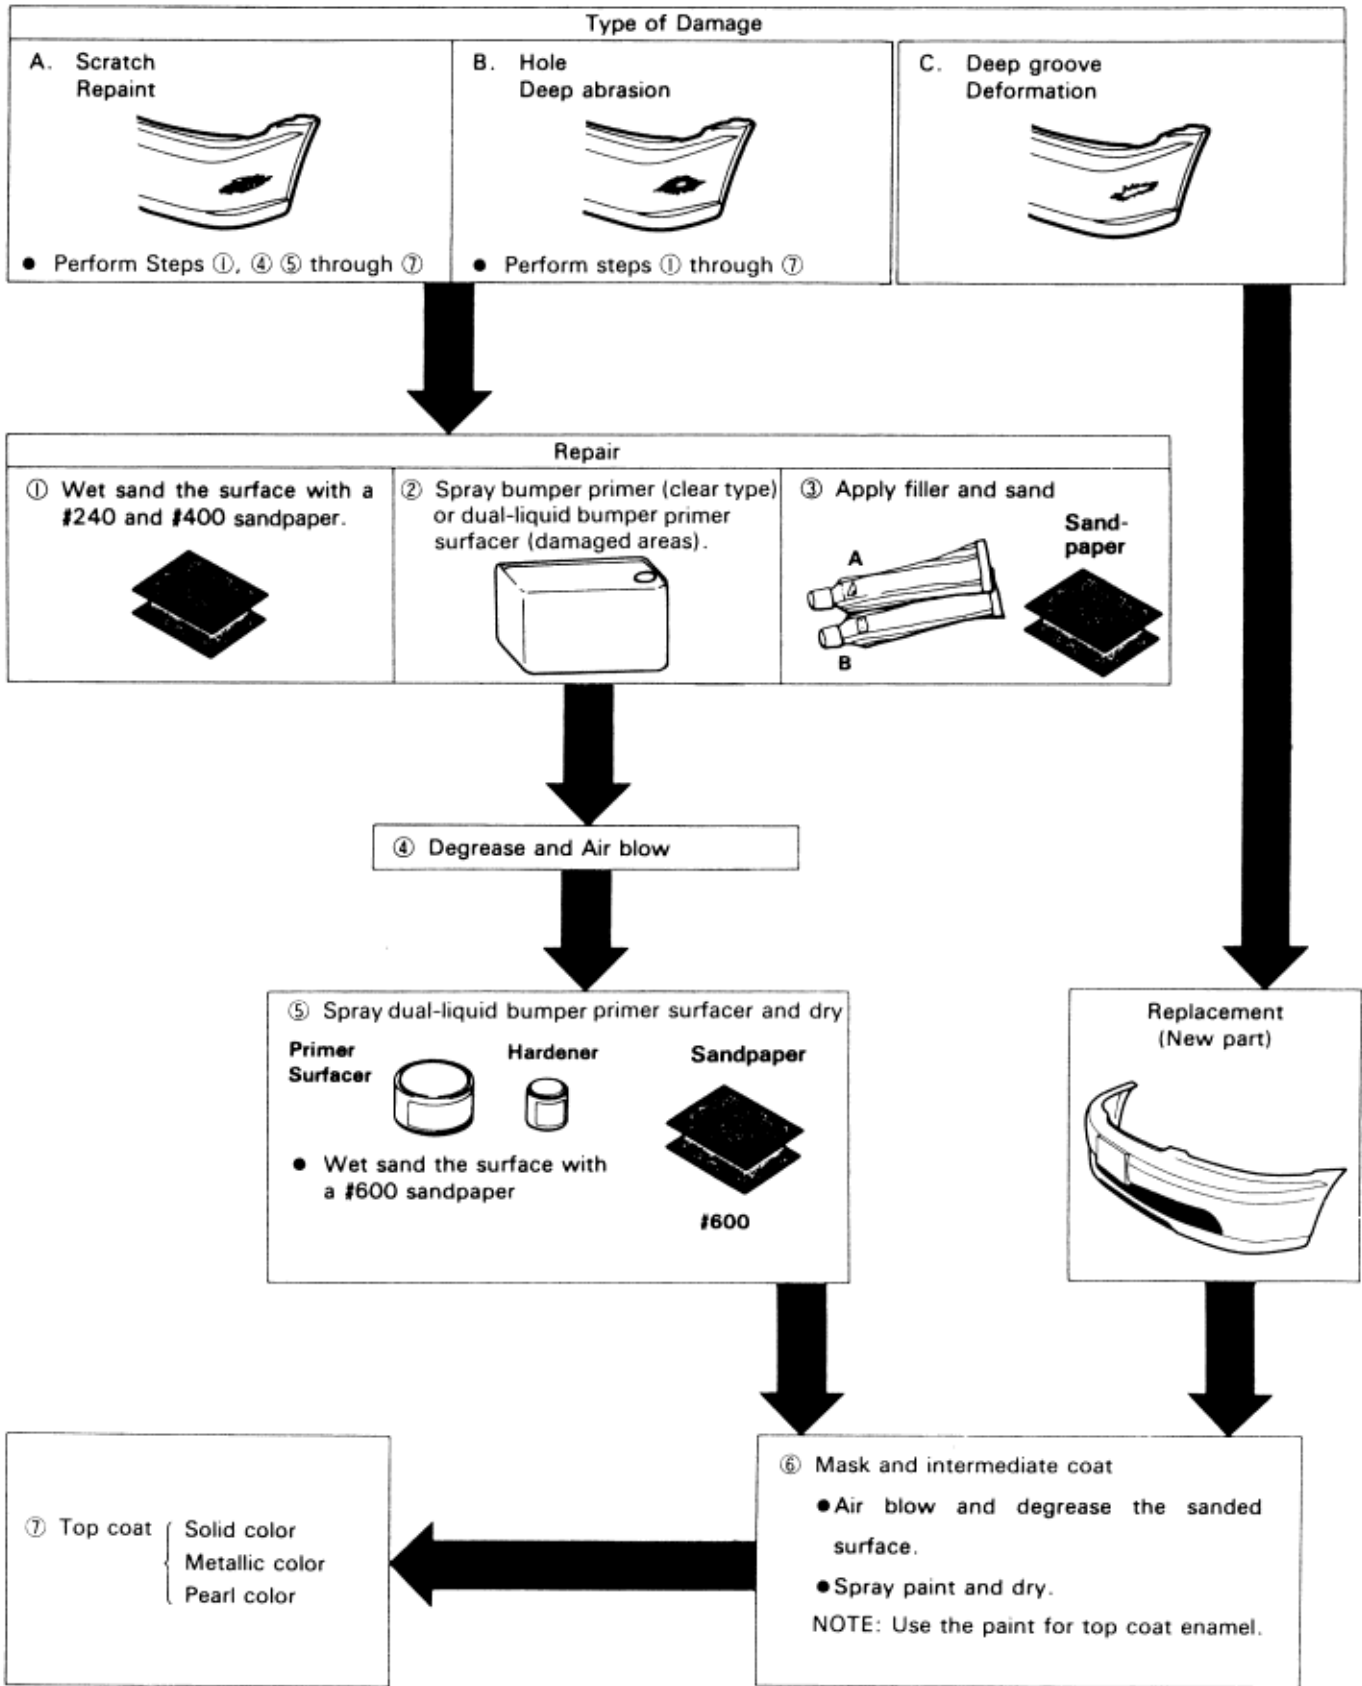 Type of Damage
A. Scratch
Repaint
● Perform Steps ①, ④ ⑤ through ⑦
B. Hole
Deep abrasion
● Perform steps ① through ⑦
C. Deep groove
Deformation
Repair
① Wet sand the surface with a
#240 and #400 sandpaper.
② Spray bumper primer (clear type)
or dual-liquid bumper primer
surfacer (damaged areas).
③ Apply filler and sand
Sand-
paper
A
B
④ Degrease and Air blow
⑤ Spray dual-liquid bumper primer surfacer and dry
Primer
Surfacer
Hardener
Sandpaper
● Wet sand the surface with
a #600 sandpaper
#600
Replacement
(New part)
⑥ Mask and intermediate coat
● Air blow and degrease the sanded
surface.
● Spray paint and dry.
NOTE: Use the paint for top coat enamel.
⑦ Top coat { Solid color
Metallic color
Pearl color